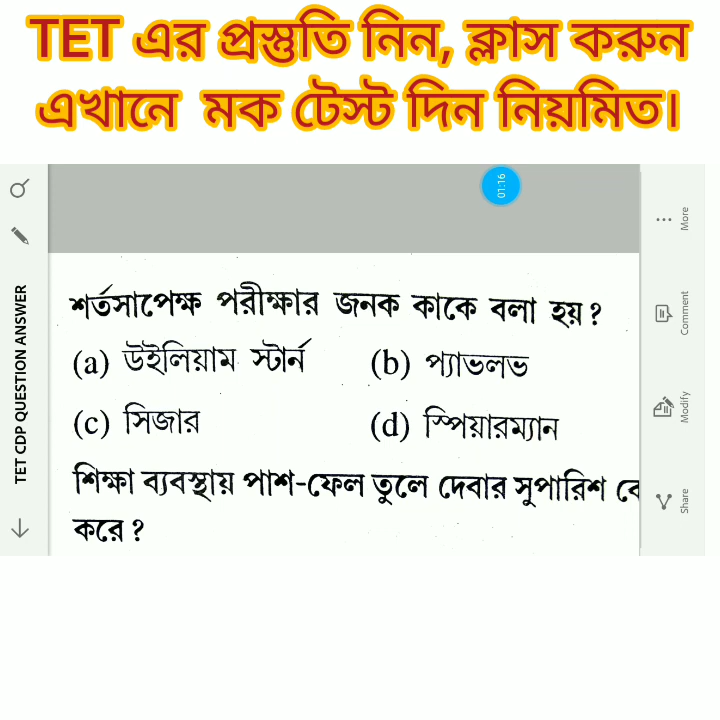 TET এর প্রস্তুতি নিন, ক্লাস করুন
এখানে মক টেস্ট দিন নিয়মিত।
01:16
TET CDP QUESTION ANSWER
শর্তসাপেক্ষ পরীক্ষার জনক কাকে বলা হয়?
(a) উইলিয়াম স্টার্ন (b) প্যাভলভ
(c) সিজার (d) স্পিয়ারম্যান
শিক্ষা ব্যবস্থায় পাশ-ফেল তুলে দেবার সুপারিশ
করে?
More
Comment
Modify
Share